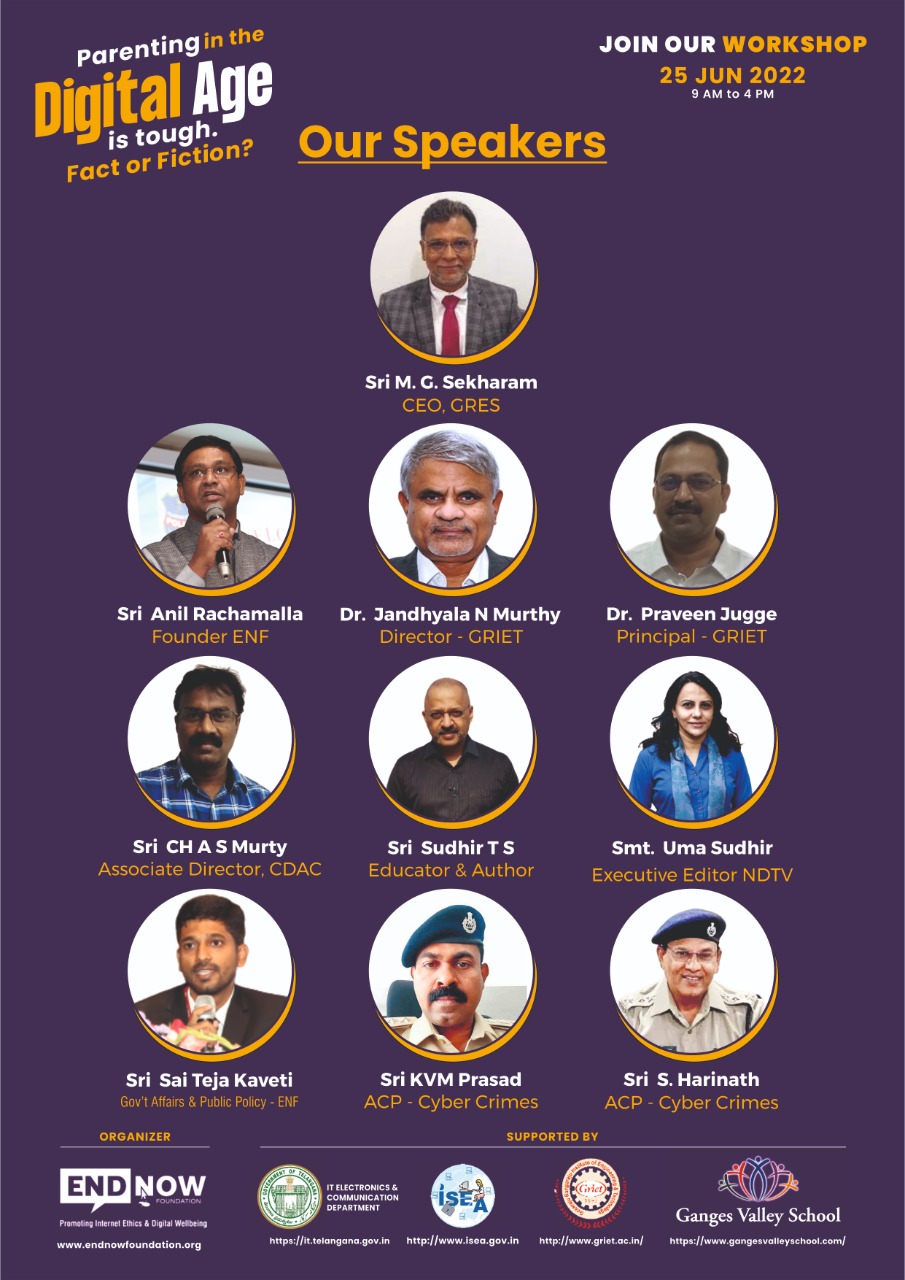 Parenting in the
Digital Age
is tough.
Fact or Fiction?
JOIN OUR WORKSHOP
25 JUN 2022
9 AM to 4 PM
Our Speakers
Sri M. G. Sekharam
CEO, GRES
Sri Anil Rachamalla
Founder ENF
Dr. Jandhyala N Murthy
Director - GRIET
Dr. Praveen Jugge
Principal - GRIET
Sri CH A S Murty
Associate Director, CDAC
Sri Sudhir T S
Educator & Author
Smt. Uma Sudhir
Executive Editor NDTV
Sri Sai Teja Kaveti
Gov't Affairs & Public Policy - ENF
Sri KVM Prasad
ACP - Cyber Crimes
Sri S. Harinath
ACP - Cyber Crimes
ORGANIZER
END NOW
FOUNDATION
Promoting Internet Ethics & Digital Wellbeing
www.endnowfoundation.org
SUPPORTED BY
GOVERNMENT OF TELANGANA
IT ELECTRONICS &
COMMUNICATION
DEPARTMENT
https://it.telangana.gov.in
iSEA
http://www.isea.gov.in
Griet
http://www.griet.ac.in/
Ganges Valley School
https://www.gangesvalleyschool.com/